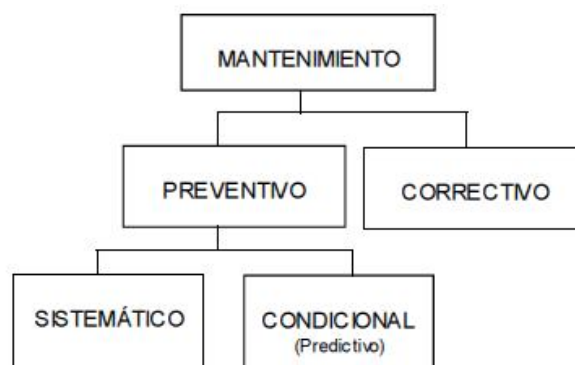 MANTENIMIENTO
PREVENTIVO
CORRECTIVO
SISTEMÁTICO
CONDICIONAL
(Predictivo)